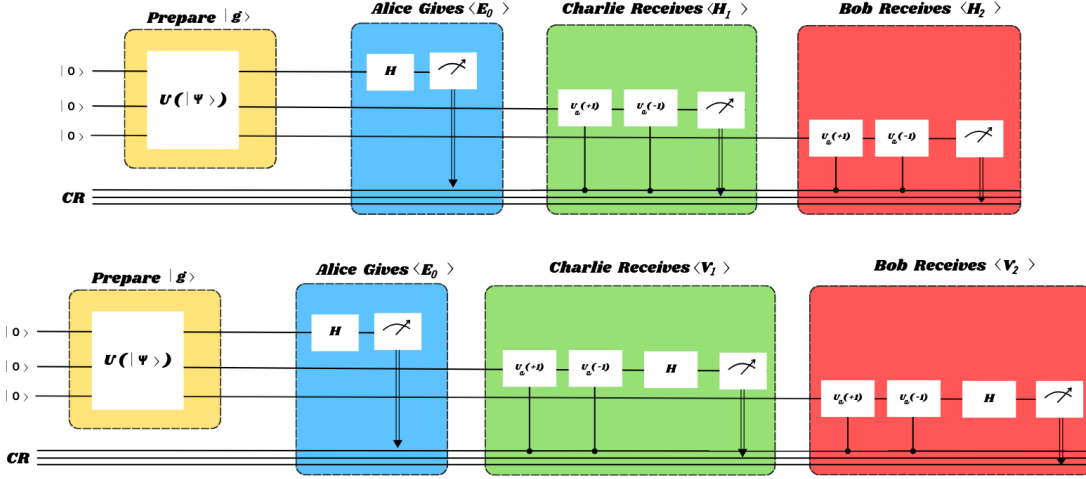 Prepare |g⟩
Alice Gives ⟨E₀⟩
Charlie Receives ⟨H₁⟩
Bob Receives ⟨H₂⟩
|0⟩
|0⟩
|0⟩
U(|Ψ⟩)
H
Uₐ(+1)
Uₐ(-1)
Uₐ(+1)
Uₐ(-1)
CR
Prepare |g⟩
Alice Gives ⟨E₀⟩
Charlie Receives ⟨V₁⟩
Bob Receives ⟨V₂⟩
|0⟩
|0⟩
|0⟩
U(|Ψ⟩)
H
Uₐ(+1)
Uₐ(-1)
H
Uₐ(+1)
Uₐ(-1)
H
CR